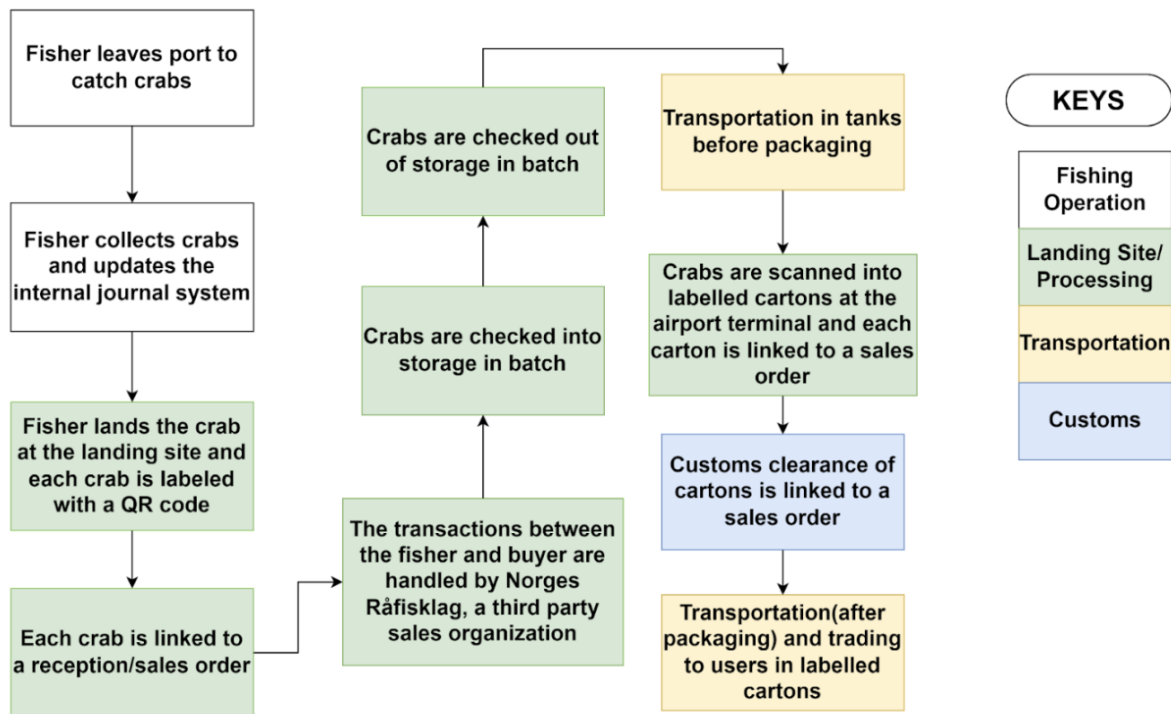 Fisher leaves port to
catch crabs
Fisher collects crabs
and updates the
internal journal system
Fisher lands the crab
at the landing site and
each crab is labeled
with a QR code
Each crab is linked to
a reception/sales order
The transactions between
the fisher and buyer are
handled by Norges
Råfisklag, a third party
sales organization
Crabs are checked into
storage in batch
Crabs are checked out
of storage in batch
Transportation in tanks
before packaging
Crabs are scanned into
labelled cartons at the
airport terminal and each
carton is linked to a sales
order
Customs clearance of
cartons is linked to a
sales order
Transportation(after
packaging) and trading
to users in labelled
cartons
KEYS
Fishing
Operation
Landing Site/
Processing
Transportation
Customs